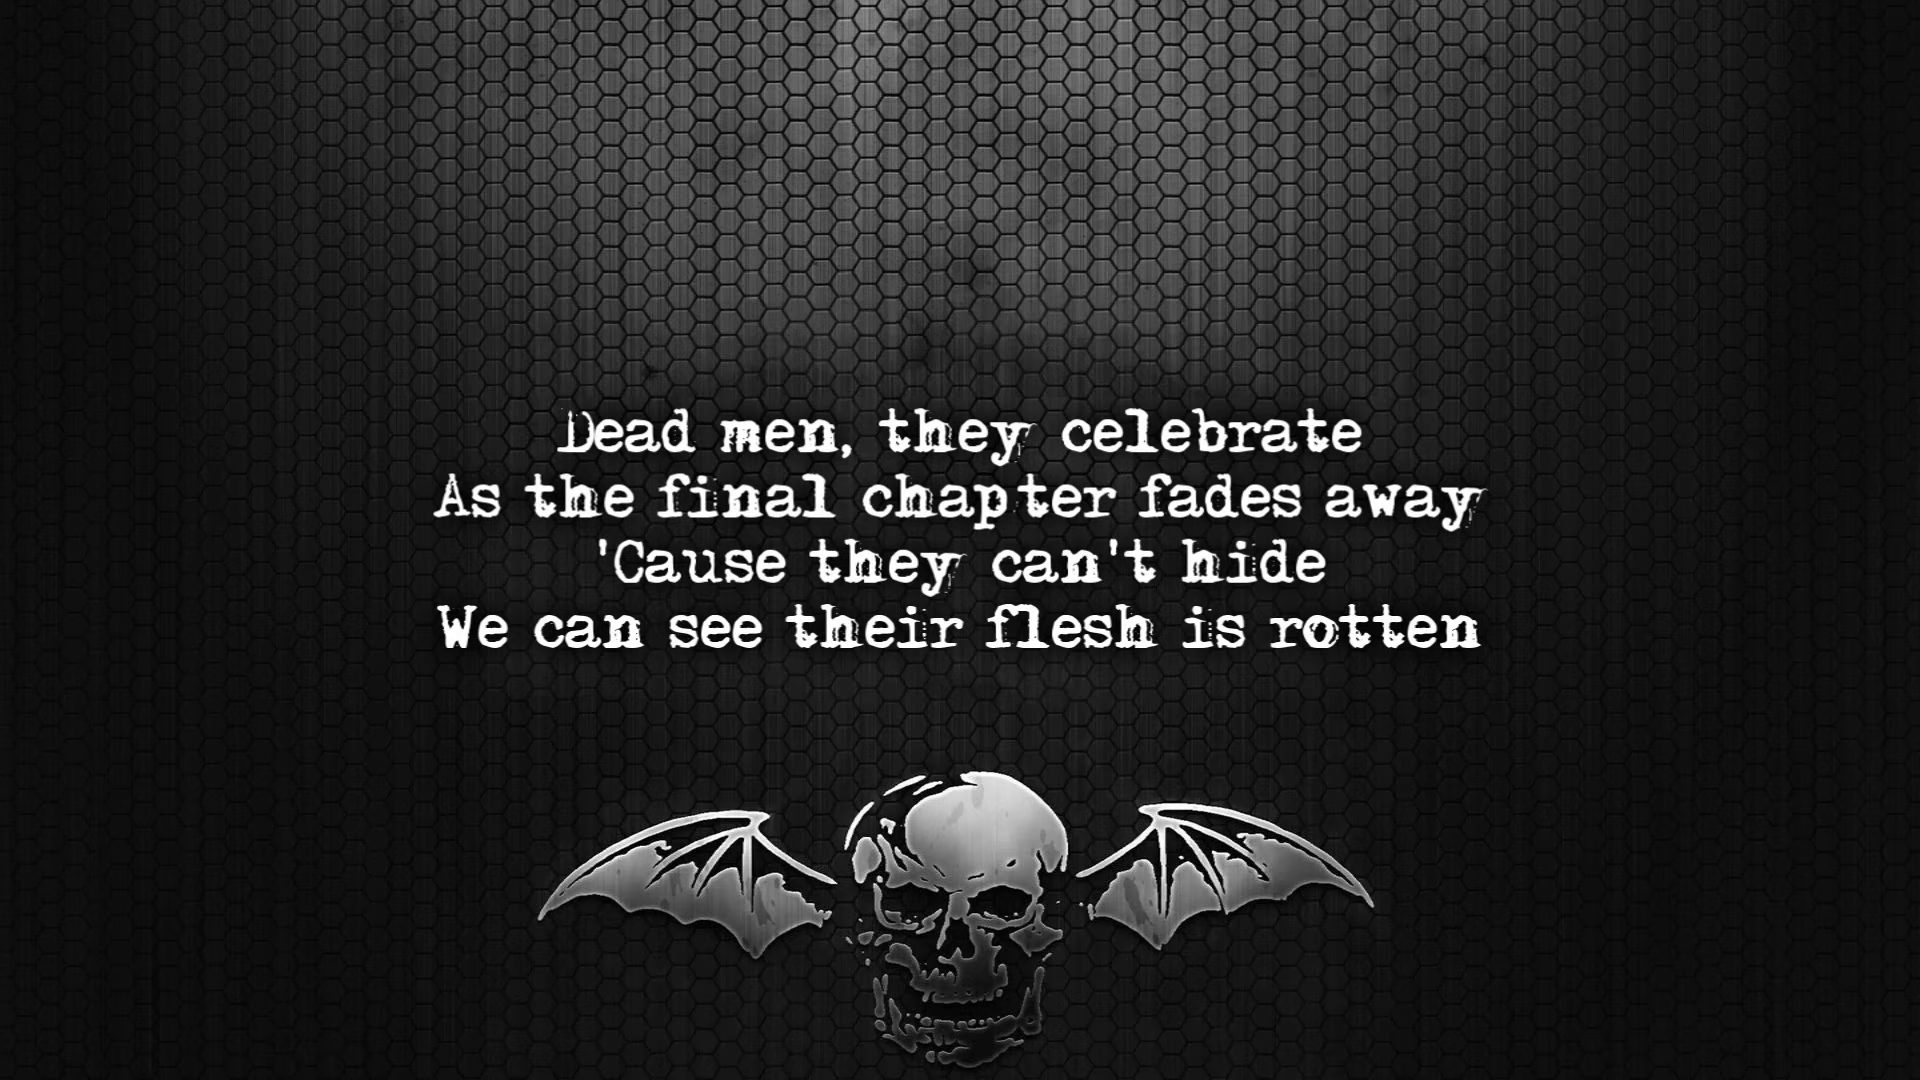 Dead men, they celebrate
As the final chapter fades away
'Cause they can't hide
We can see their flesh is rotten